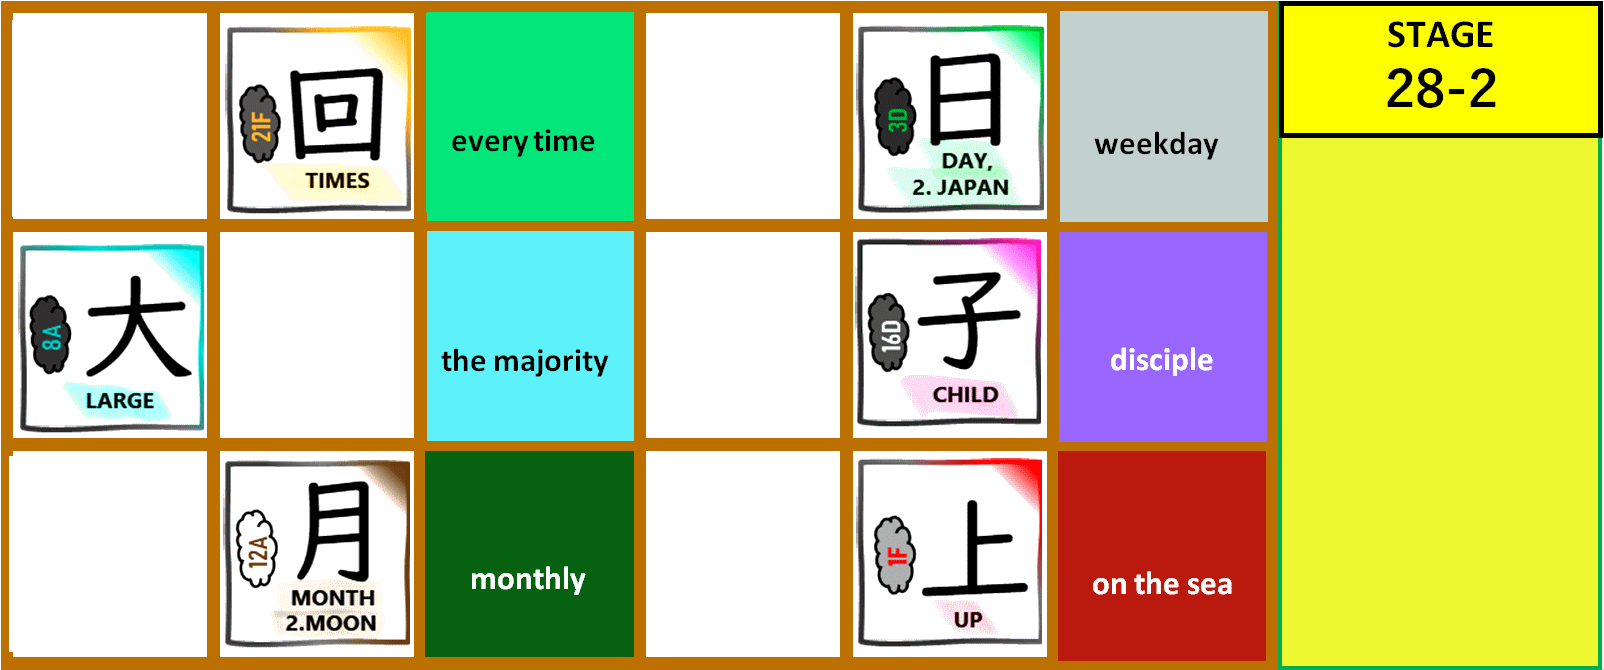 回
21F
TIMES
every time
日
3D
DAY,
2. JAPAN
weekday
STAGE
28-2
大
8A
LARGE
the majority
子
16D
CHILD
disciple
月
12A
MONTH
2.MOON
monthly
上
1F
UP
on the sea